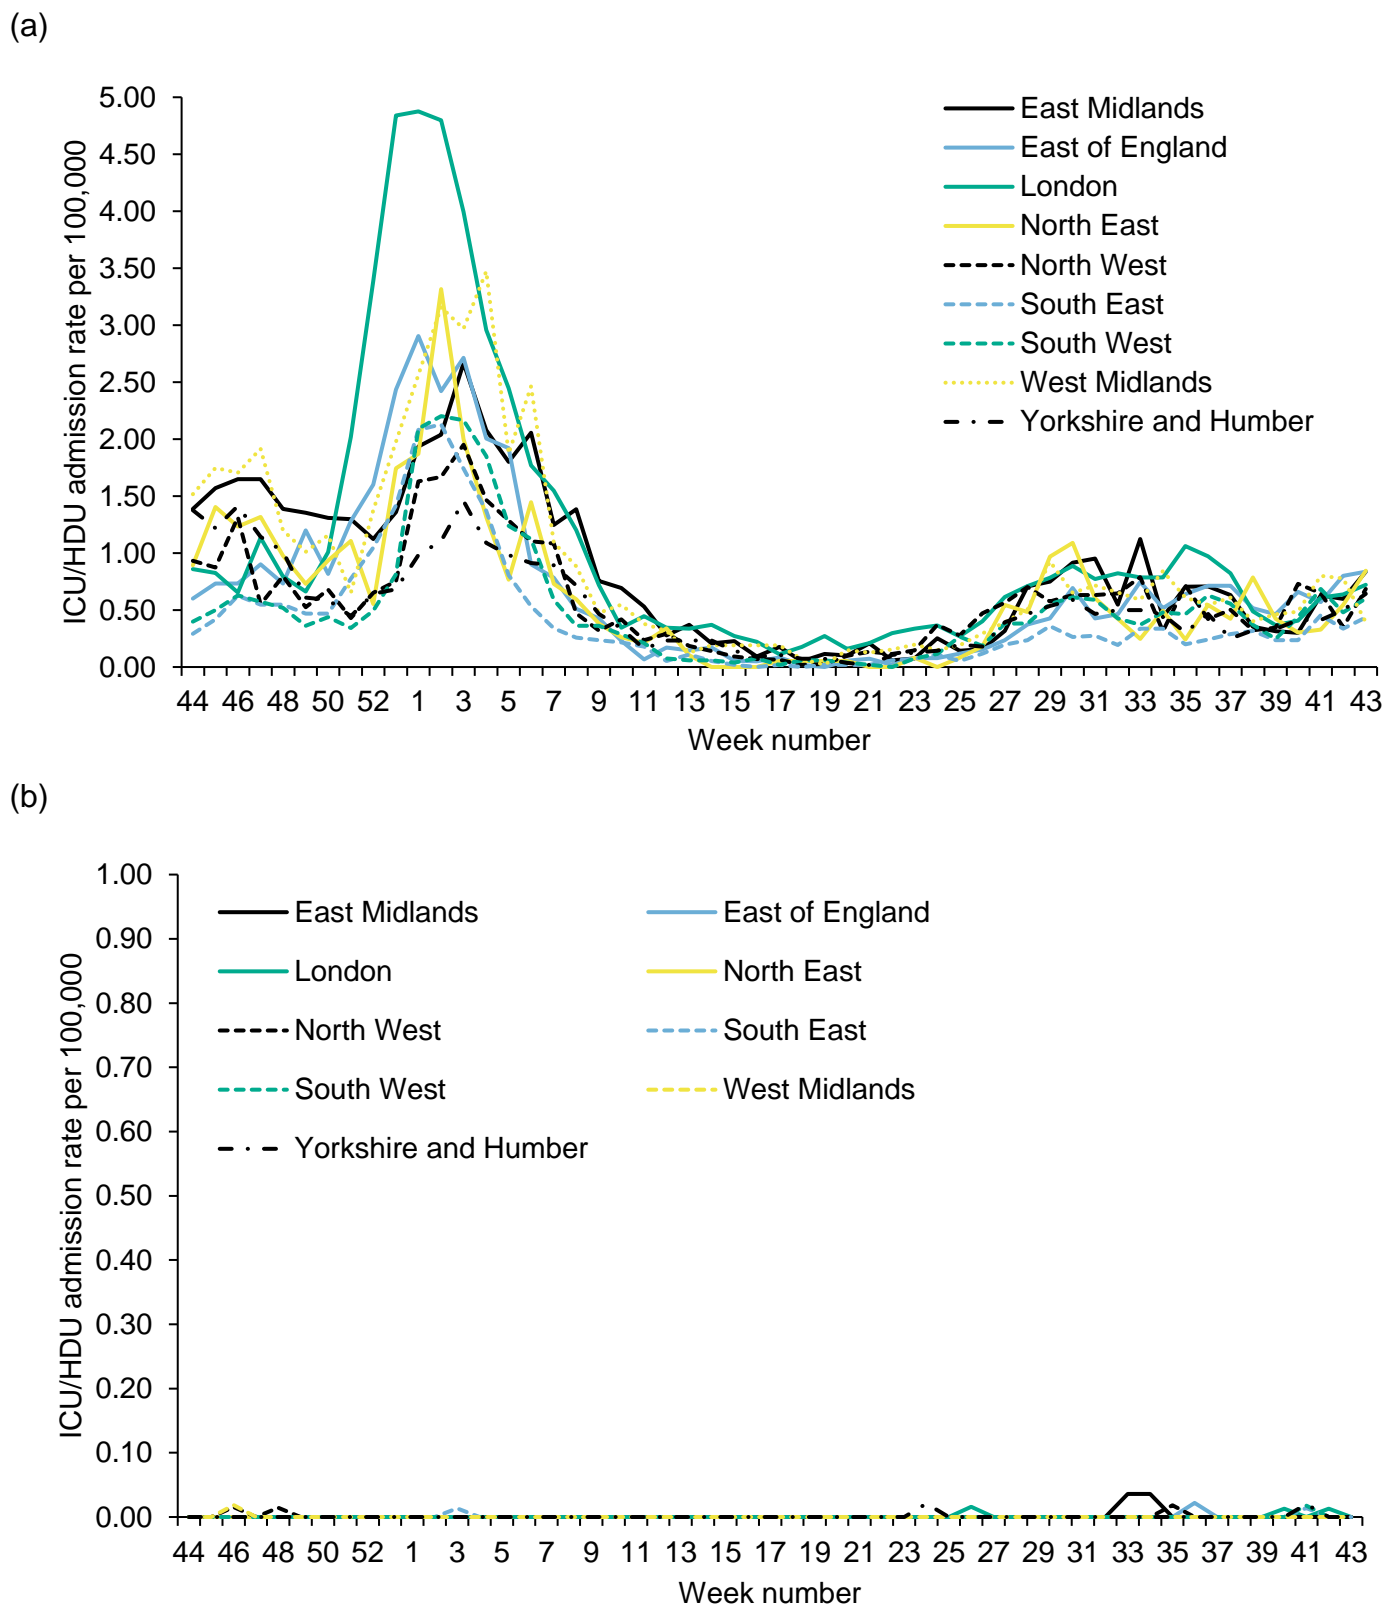 (a)
ICU/HDU admission rate per 100,000
5.00
4.50
4.00
3.50
3.00
2.50
2.00
1.50
1.00
0.50
0.00
East Midlands
East of England
London
North East
North West
South East
South West
West Midlands
Yorkshire and Humber
44 46 48 50 52 1 3 5 7 9 11 13 15 17 19 21 23 25 27 29 31 33 35 37 39 41 43
Week number
(b)
ICU/HDU admission rate per 100,000
1.00
0.90
0.80
0.70
0.60
0.50
0.40
0.30
0.20
0.10
0.00
East Midlands East of England
London North East
North West South East
South West West Midlands
Yorkshire and Humber
44 46 48 50 52 1 3 5 7 9 11 13 15 17 19 21 23 25 27 29 31 33 35 37 39 41 43
Week number